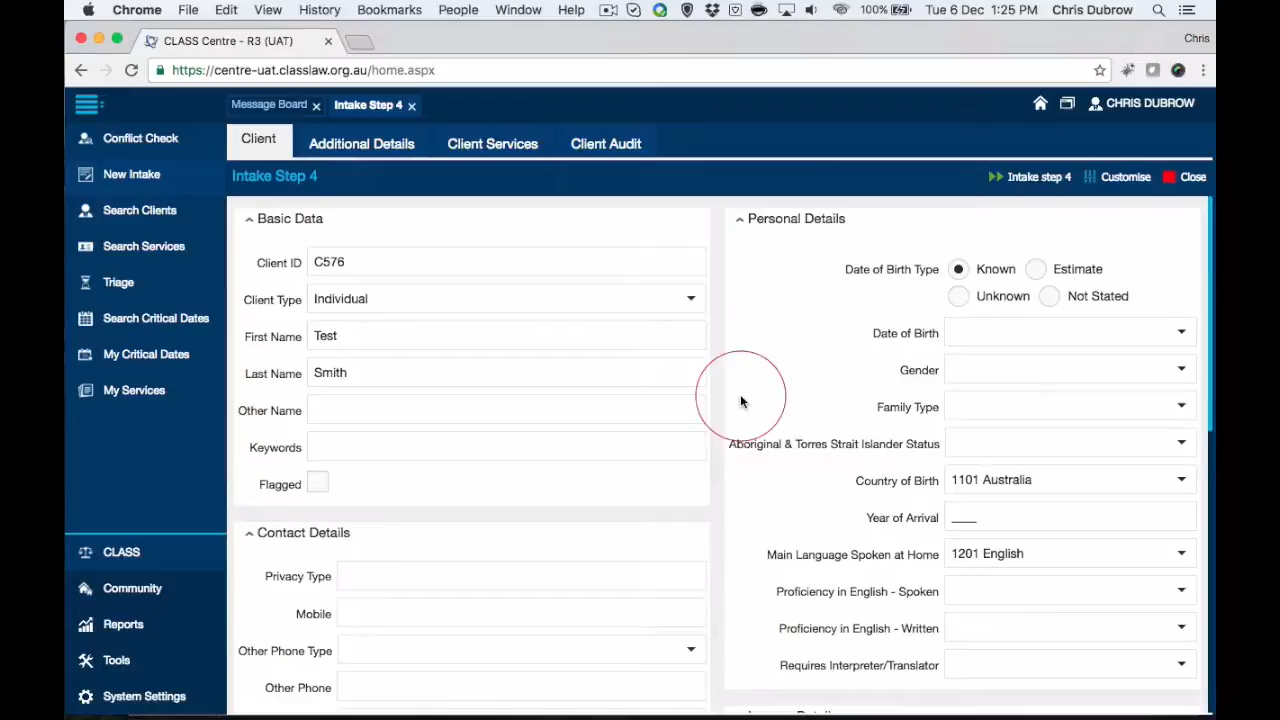 Chrome File Edit View History Bookmarks People Window Help 100% Tue 6 Dec 1:25 PM Chris Dubrow
CLASS Centre - R3 (UAT) Chris
https://centre-uat.classlaw.org.au/home.aspx
Message Board Intake Step 4 CHRIS DUBROW
Conflict Check
New Intake
Search Clients
Search Services
Triage
Search Critical Dates
My Critical Dates
My Services
CLASS
Community
Reports
Tools
System Settings
Client Additional Details Client Services Client Audit
Intake Step 4 Intake step 4 Customise Close
Basic Data
Client ID C576
Client Type Individual
First Name Test
Last Name Smith
Other Name
Keywords
Flagged
Contact Details
Privacy Type
Mobile
Other Phone Type
Other Phone
Personal Details
Date of Birth Type Known Estimate
Unknown Not Stated
Date of Birth
Gender
Family Type
Aboriginal & Torres Strait Islander Status
Country of Birth 1101 Australia
Year of Arrival ____
Main Language Spoken at Home 1201 English
Proficiency in English - Spoken
Proficiency in English - Written
Requires Interpreter/Translator